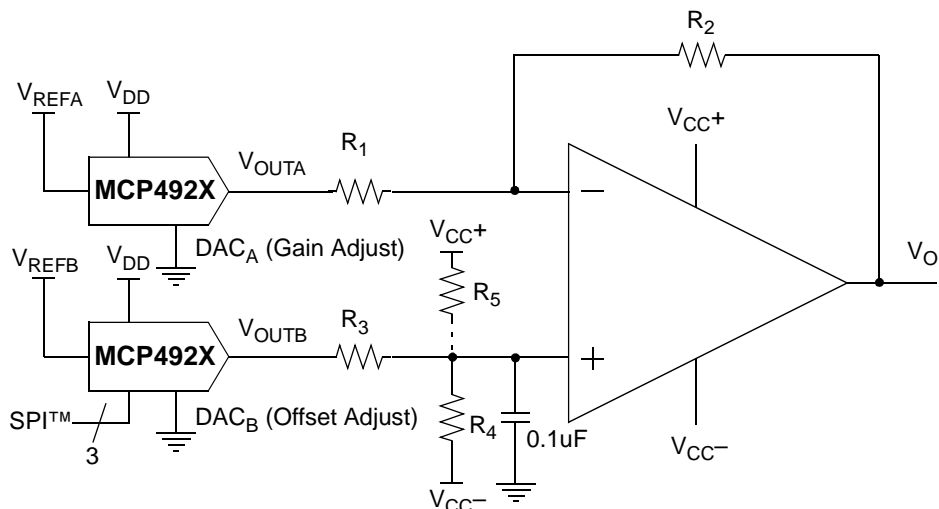 R2
VREFA
VDD
VCC+
R1
VOUTA
MCP492X
−
DACA (Gain Adjust)
VCC+
VREFB
VDD
VO
R5
R3
VOUTB
MCP492X
+
SPI™
DACB (Offset Adjust)
R4
0.1uF
3
VCC–
VCC–